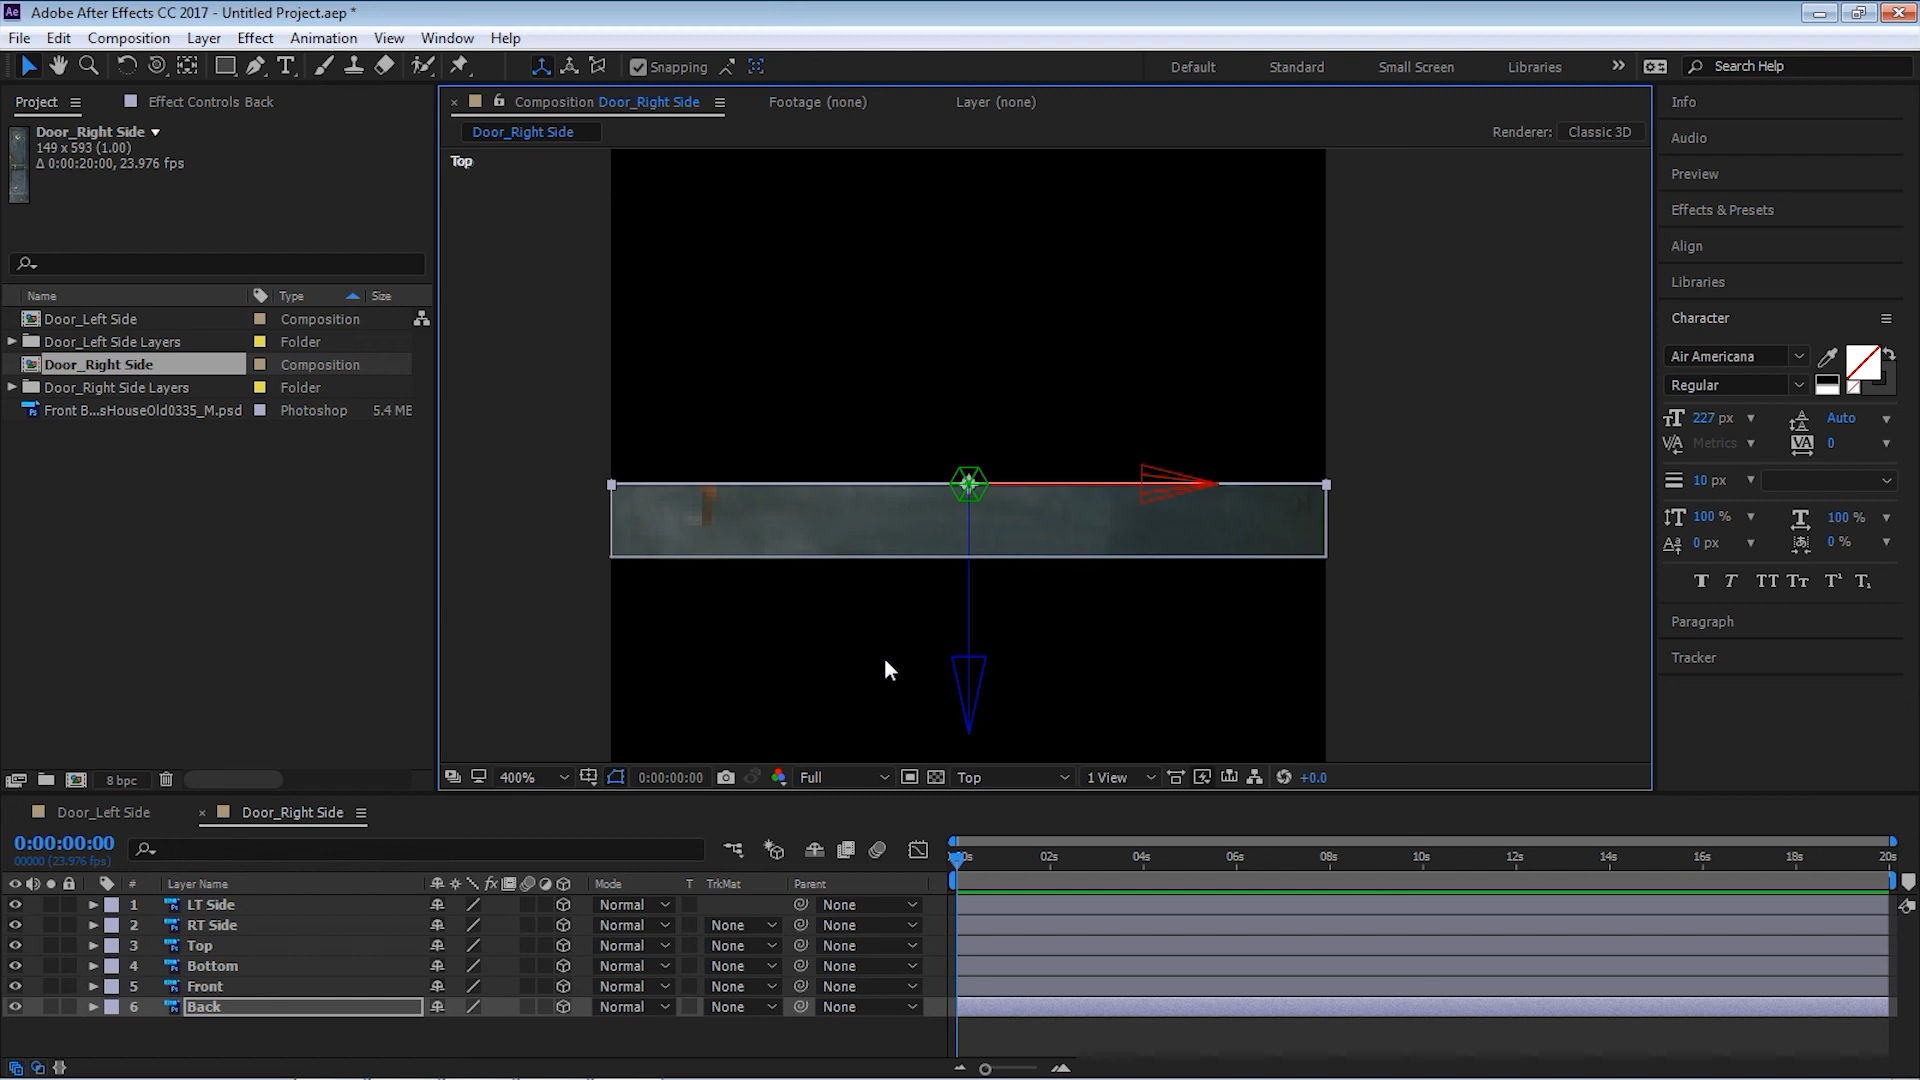 Ae Adobe After Effects CC 2017 - Untitled Project.aep *
File Edit Composition Layer Effect Animation View Window Help
T Snapping Default Standard Small Screen Libraries Search Help
Project Effect Controls Back
Composition Door_Right Side Footage (none) Layer (none)
Door_Right Side
Renderer: Classic 3D
Door_Right Side
149 x 593 (1.00)
Δ 0:00:20:00, 23.976 fps
Top
Name Type Size
Door_Left Side Composition
Door_Left Side Layers Folder
Door_Right Side Composition
Door_Right Side Layers Folder
Front B...sHouseOld0335_M.psd Photoshop 5.4 MB
8 bpc
400% 0:00:00:00 Full Top 1 View +0.0
Info
Audio
Preview
Effects & Presets
Align
Libraries
Character
Air Americana
Regular
227 px Auto
Metrics 0
10 px
100 % 100 %
0 px 0 %
T T TT Tт T¹ T₁
Paragraph
Tracker
Door_Left Side Door_Right Side
0:00:00:00
00000 (23.976 fps)
02s 04s 06s 08s 10s 12s 14s 16s 18s 20s
# Layer Name fx Mode T TrkMat Parent
1 LT Side Normal None
2 RT Side Normal None None
3 Top Normal None None
4 Bottom Normal None None
5 Front Normal None None
6 Back Normal None None